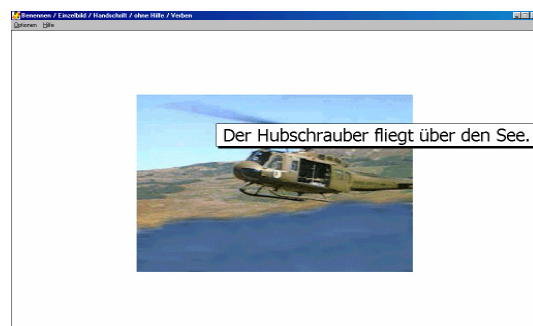 Benennen / Einzelbild / Handschrift / ohne Hilfe / Verben
Optionen Hilfe
Der Hubschrauber fliegt über den See.